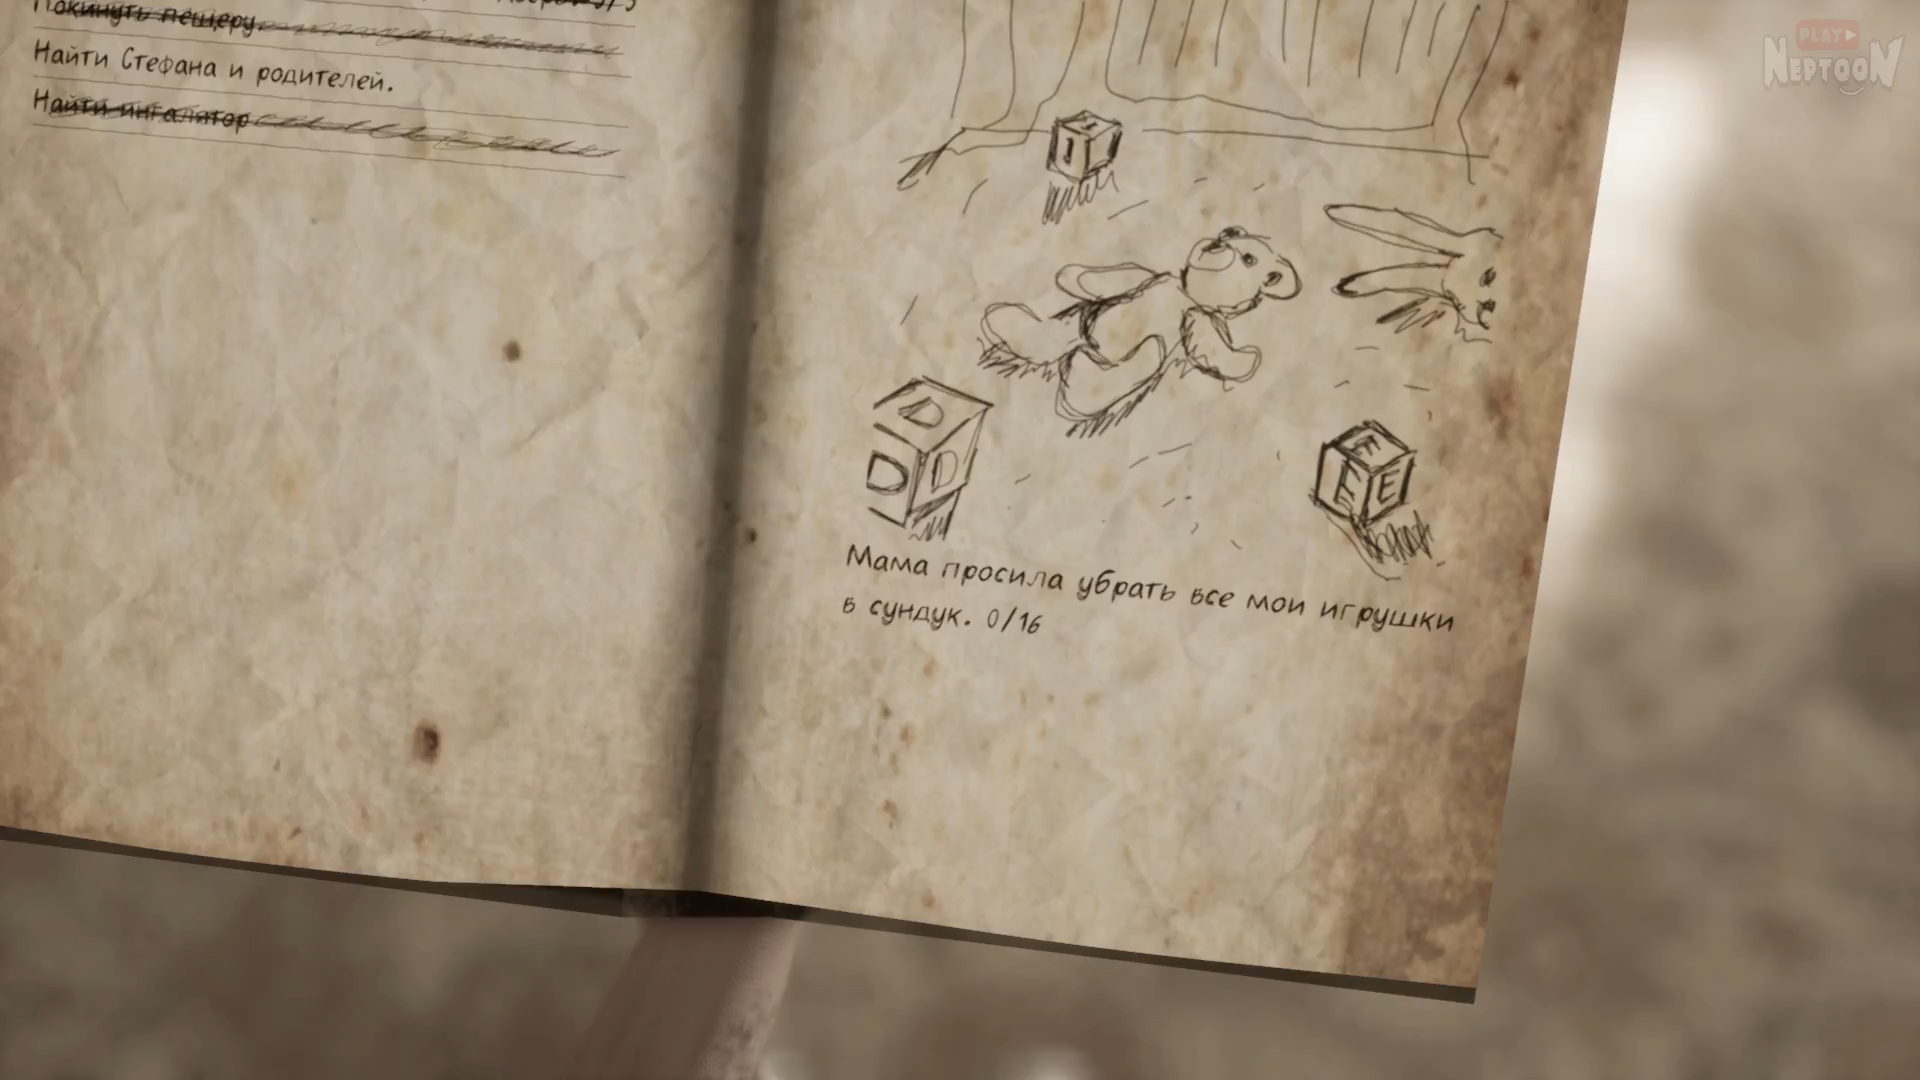 Покинуть пещеру.
Найти Стефана и родителей.
Найти ингалятор
I I
D
D D
E
E E
Мама просила убрать все мои игрушки
в сундук. 0/16
PLAY
NEPTOON